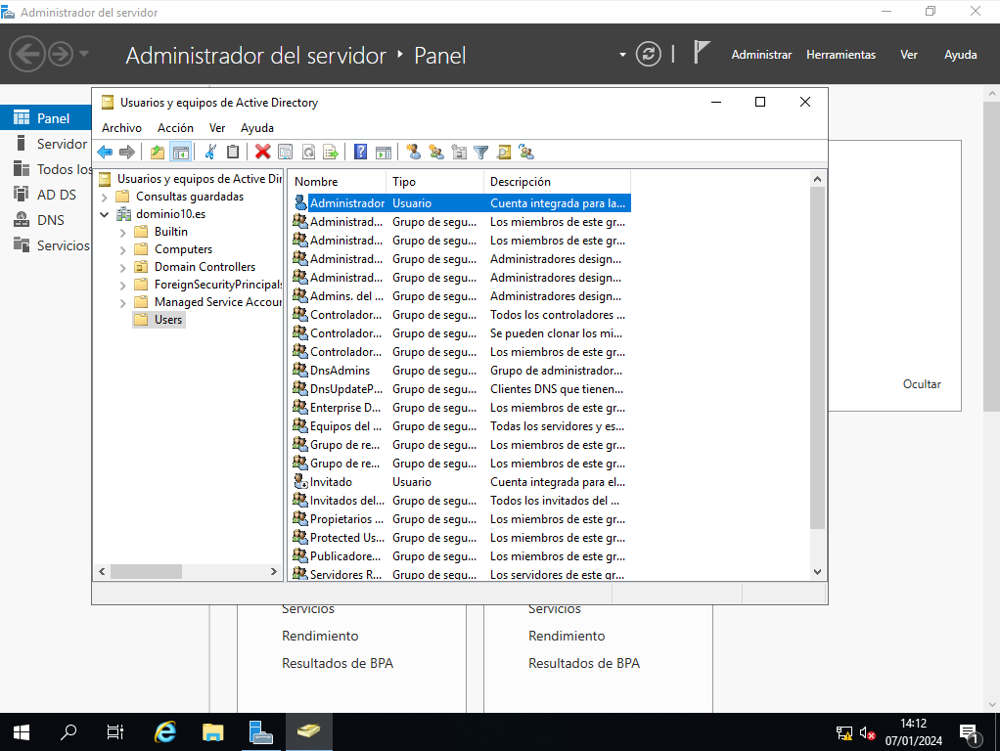 Administrador del servidor
Administrador del servidor ‣ Panel
Administrar Herramientas Ver Ayuda
Panel
Servidor
Todos los
AD DS
DNS
Servicios
Usuarios y equipos de Active Directory
Archivo Acción Ver Ayuda
Usuarios y equipos de Active Dir
Consultas guardadas
dominio10.es
Builtin
Computers
Domain Controllers
ForeignSecurityPrincipals
Managed Service Accour
Users
Nombre Tipo Descripción
Administrador Usuario Cuenta integrada para la...
Administrad... Grupo de segu... Los miembros de este gr...
Administrad... Grupo de segu... Los miembros de este gr...
Administrad... Grupo de segu... Administradores design...
Administrad... Grupo de segu... Administradores design...
Admins. del ... Grupo de segu... Administradores design...
Controlador... Grupo de segu... Todos los controladores ...
Controlador... Grupo de segu... Se pueden clonar los mi...
Controlador... Grupo de segu... Los miembros de este gr...
DnsAdmins Grupo de segu... Grupo de administrador...
DnsUpdateP... Grupo de segu... Clientes DNS que tienen...
Enterprise D... Grupo de segu... Los miembros de este gr...
Equipos del ... Grupo de segu... Todas los servidores y es...
Grupo de re... Grupo de segu... Los miembros de este gr...
Grupo de re... Grupo de segu... Los miembros de este gr...
Invitado Usuario Cuenta integrada para el...
Invitados del... Grupo de segu... Todos los invitados del ...
Propietarios ... Grupo de segu... Los miembros de este gr...
Protected Us... Grupo de segu... Los miembros de este gr...
Publicadore... Grupo de segu... Los miembros de este gr...
Servidores R... Grupo de segu... Los servidores de este gr...
Ocultar
Servicios
Rendimiento
Resultados de BPA
Servicios
Rendimiento
Resultados de BPA
14:12
07/01/2024
1